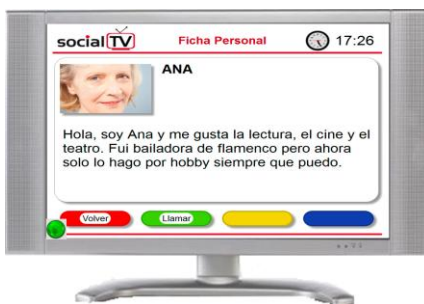 social TV Ficha Personal 17:26
ANA
Hola, soy Ana y me gusta la lectura, el cine y el
teatro. Fui bailadora de flamenco pero ahora
solo lo hago por hobby siempre que puedo.
Volver Llamar